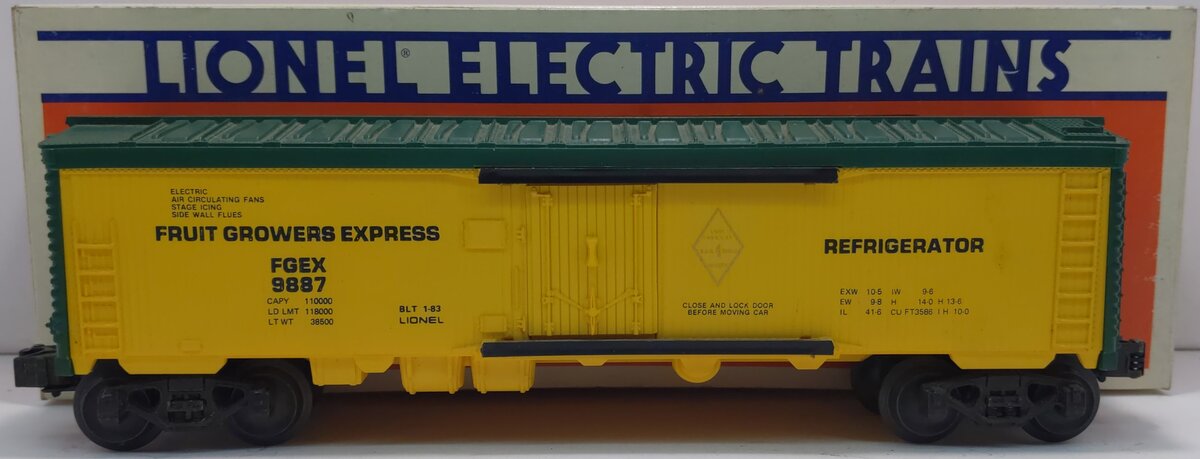 LIONEL® ELECTRIC TRAINS
ELECTRIC
AIR CIRCULATING FANS
STAGE ICING
SIDE WALL FLUES
FRUIT GROWERS EXPRESS
FGEX
9887
CAPY 110000
LD LMT 118000
LT WT 38500
BLT 1-83
LIONEL
CLOSE AND LOCK DOOR
BEFORE MOVING CAR
REFRIGERATOR
EXW 10-5 IW 9-6
EW 9-8 H 14-0 H 13-6
IL 41-6 CU FT 3586 I H 10-0